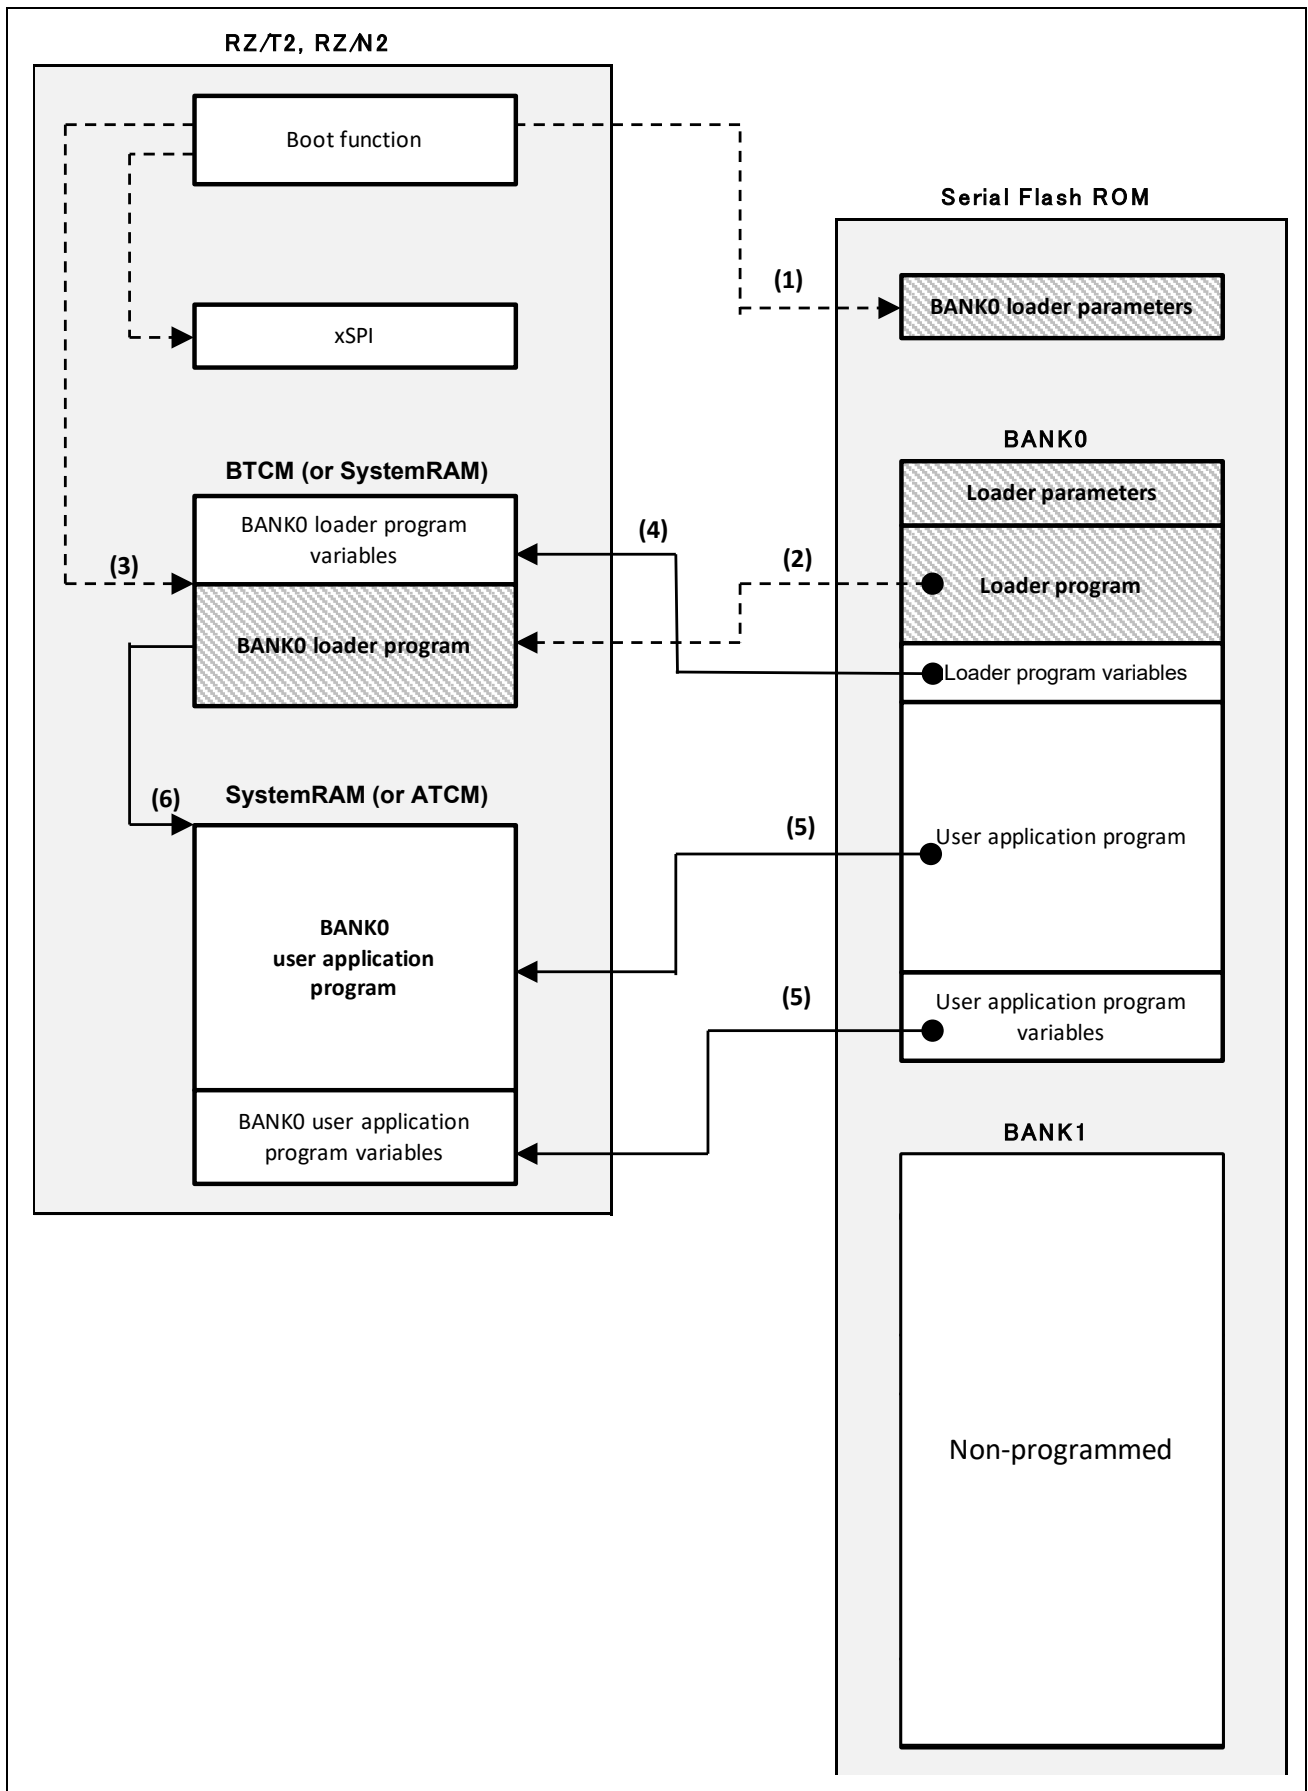 RZ/T2, RZ/N2
Boot function
Serial Flash ROM
(1)
BANK0 loader parameters
xSPI
BANK0
BTCM (or SystemRAM)
Loader parameters
BANK0 loader program
variables
(4)
(3)
(2)
Loader program
BANK0 loader program
Loader program variables
(6)
SystemRAM (or ATCM)
(5)
User application program
BANK0
user application
program
(5)
User application program
variables
BANK0 user application
program variables
BANK1
Non-programmed